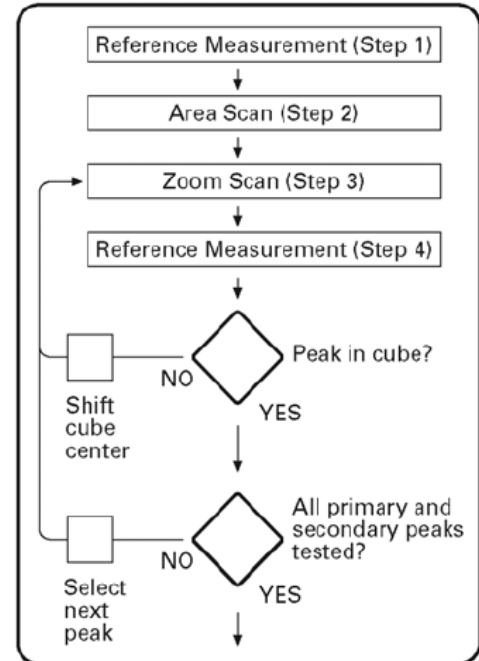 Reference Measurement (Step 1)
Area Scan (Step 2)
Zoom Scan (Step 3)
Reference Measurement (Step 4)
Peak in cube?
NO
YES
Shift
cube
center
All primary and
secondary peaks
tested?
NO
YES
Select
next
peak